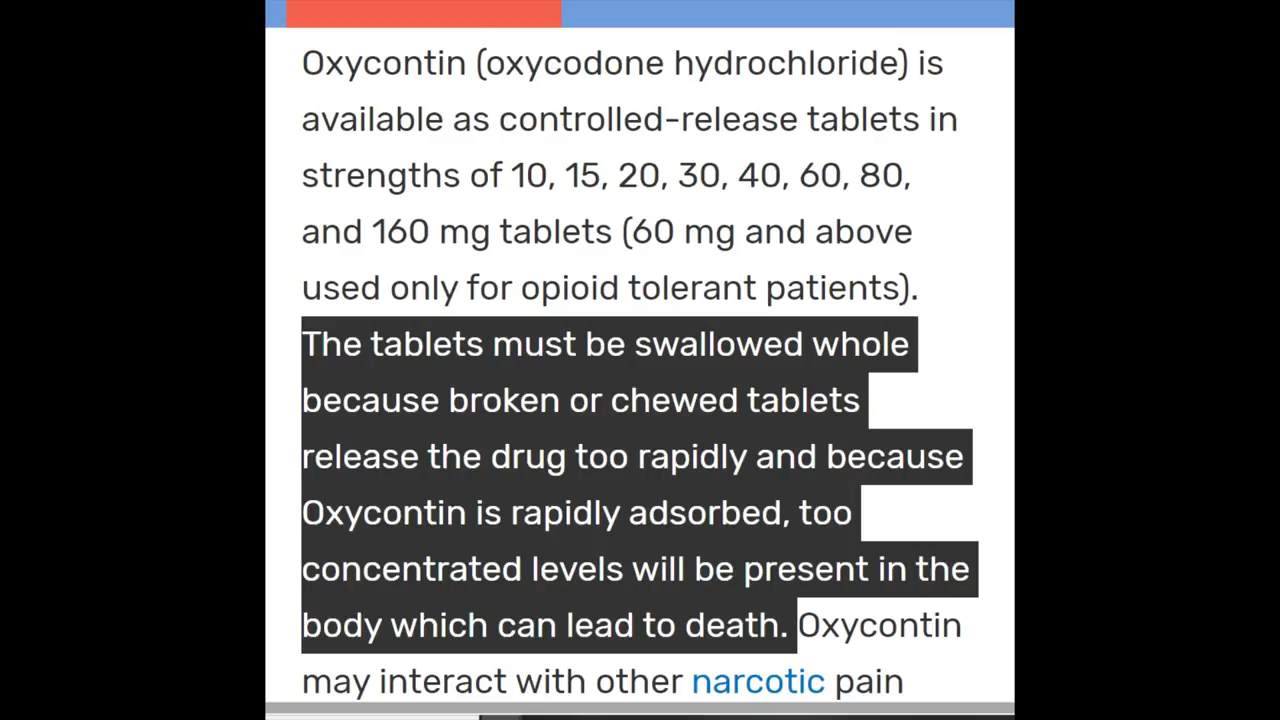 Oxycontin (oxycodone hydrochloride) is
available as controlled-release tablets in
strengths of 10, 15, 20, 30, 40, 60, 80,
and 160 mg tablets (60 mg and above
used only for opioid tolerant patients).
The tablets must be swallowed whole
because broken or chewed tablets
release the drug too rapidly and because
Oxycontin is rapidly adsorbed, too
concentrated levels will be present in the
body which can lead to death. Oxycontin
may interact with other narcotic pain